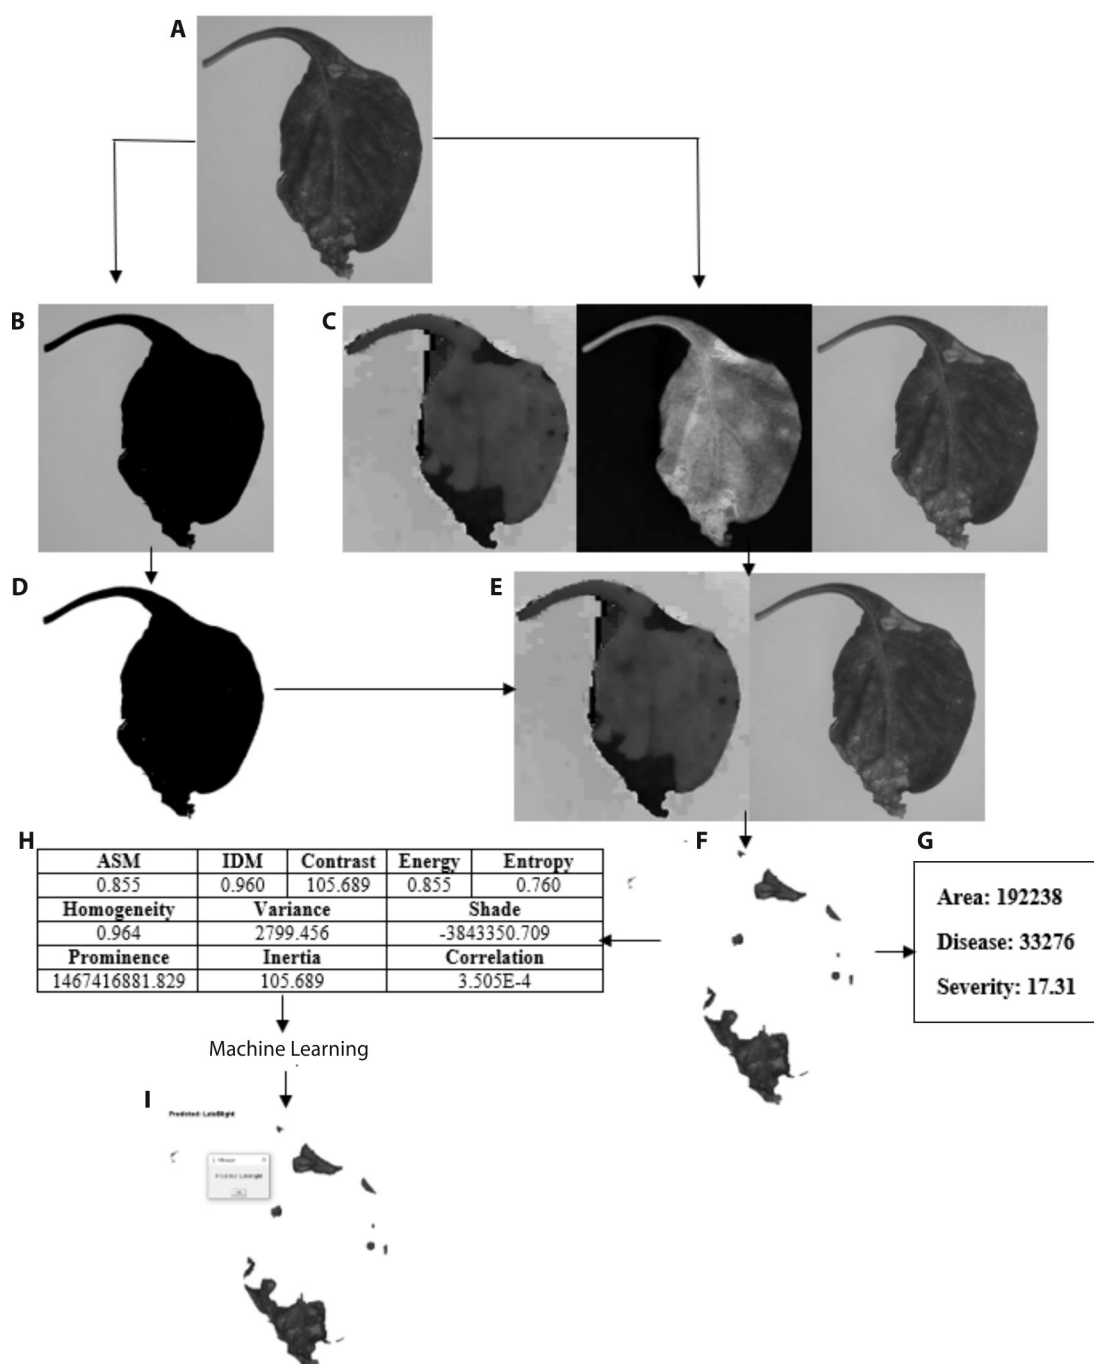 A
B
C
D
E
H
ASM IDM Contrast Energy Entropy
0.855 0.960 105.689 0.855 0.760
Homogeneity Variance Shade
0.964 2799.456 -3843350.709
Prominence Inertia Correlation
1467416881.829 105.689 3.505E-4
F
G
Area: 192238
Disease: 33276
Severity: 17.31
Machine Learning
I
Predicted: LateBlight